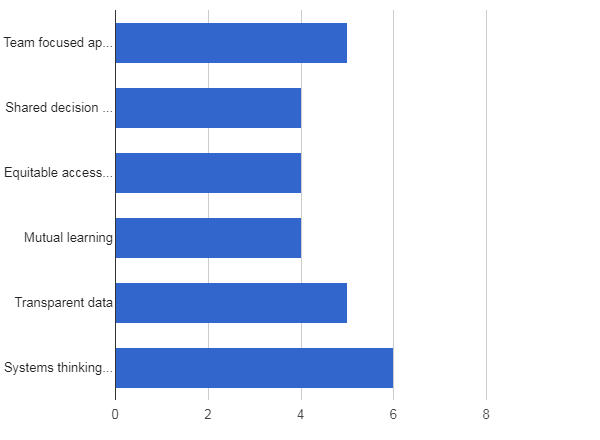 Team focused ap...
Shared decision ...
Equitable access...
Mutual learning
Transparent data
Systems thinking...
0 2 4 6 8